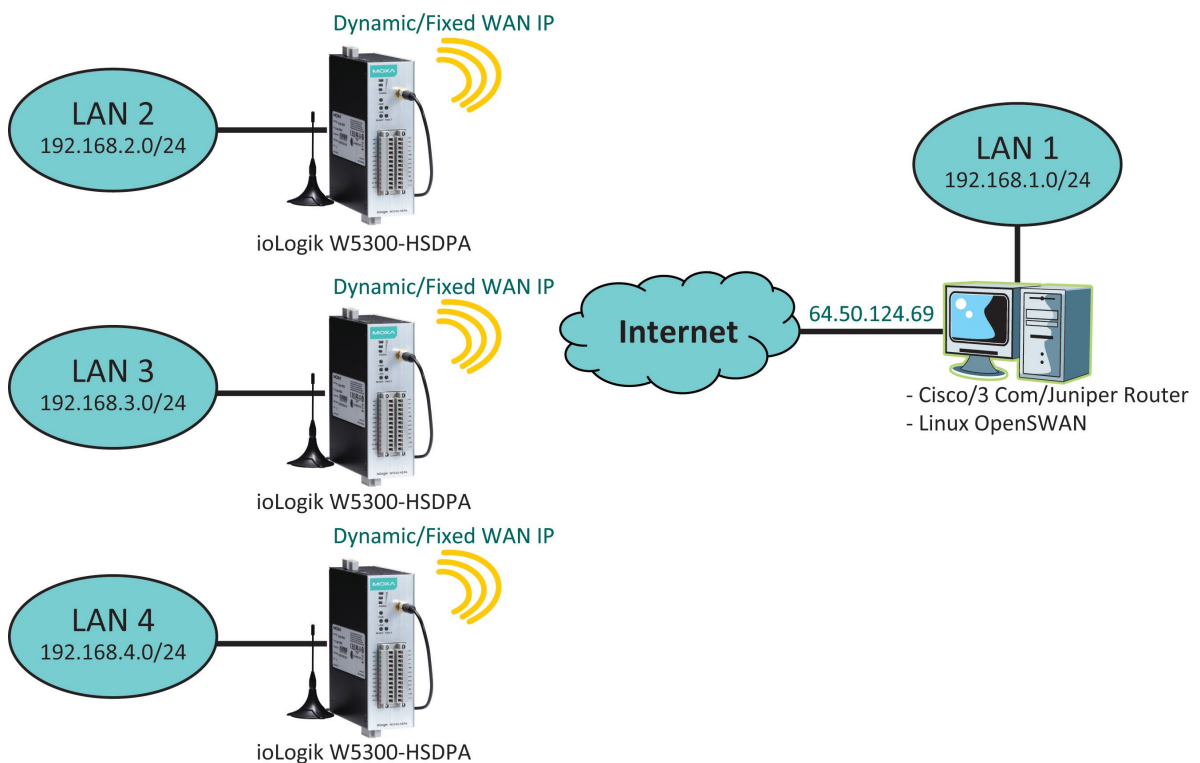 Dynamic/Fixed WAN IP
MOXA
LAN 2
192.168.2.0/24
ioLogik W5300-HSDPA
LAN 1
192.168.1.0/24
Dynamic/Fixed WAN IP
MOXA
LAN 3
192.168.3.0/24
ioLogik W5300-HSDPA
Internet
64.50.124.69
- Cisco/3 Com/Juniper Router
- Linux OpenSWAN
Dynamic/Fixed WAN IP
MOXA
LAN 4
192.168.4.0/24
ioLogik W5300-HSDPA